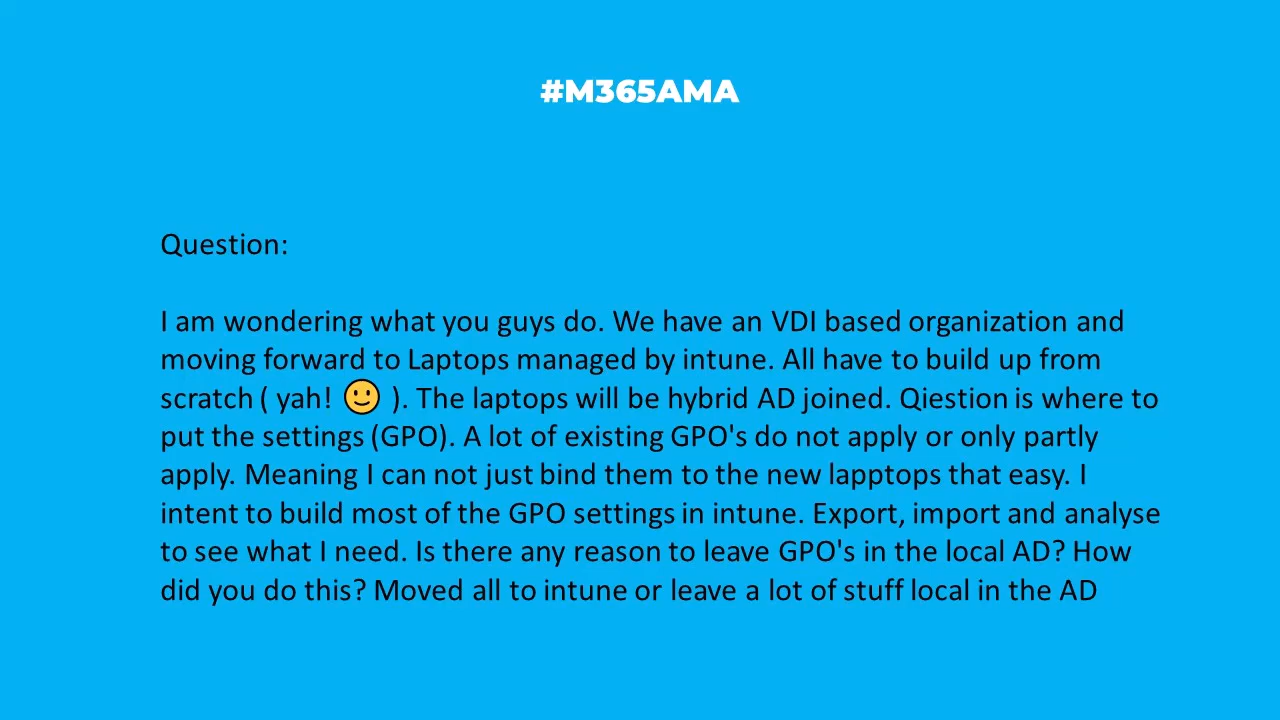 #M365AMA
Question:
I am wondering what you guys do. We have an VDI based organization and
moving forward to Laptops managed by intune. All have to build up from
scratch ( yah! 🙂 ). The laptops will be hybrid AD joined. Qiestion is where to
put the settings (GPO). A lot of existing GPO's do not apply or only partly
apply. Meaning I can not just bind them to the new lapptops that easy. I
intent to build most of the GPO settings in intune. Export, import and analyse
to see what I need. Is there any reason to leave GPO's in the local AD? How
did you do this? Moved all to intune or leave a lot of stuff local in the AD